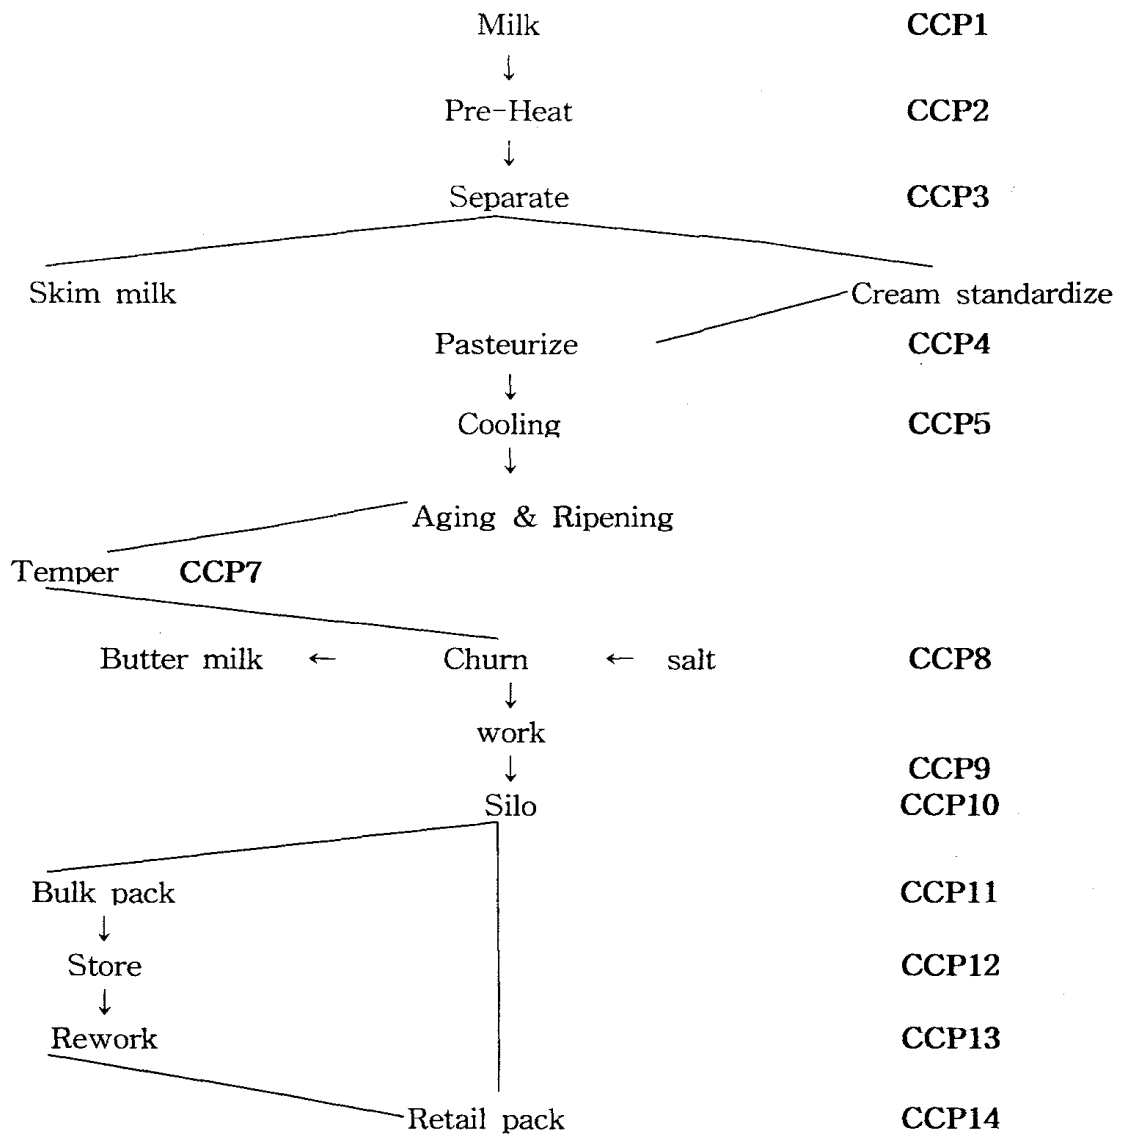 Milk CCP1
↓
Pre-Heat CCP2
↓
Separate CCP3
Skim milk Cream standardize
Pasteurize CCP4
↓
Cooling CCP5
↓
Aging & Ripening
Temper CCP7
Butter milk ← Churn ← salt CCP8
↓
work
↓ CCP9
Silo CCP10
Bulk pack CCP11
↓
Store CCP12
↓
Rework CCP13
Retail pack CCP14